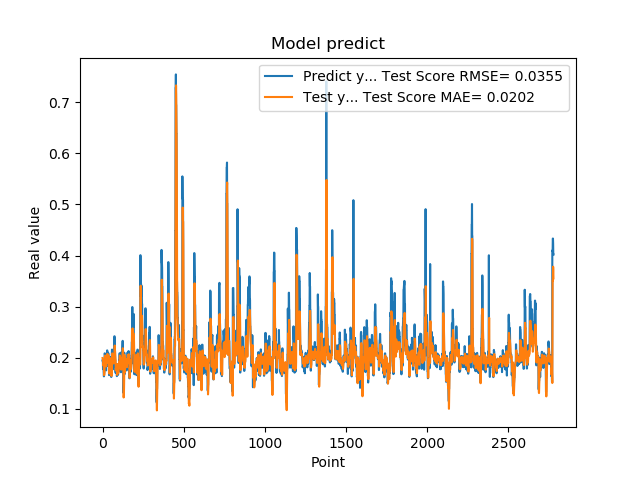 Model predict
Predict y... Test Score RMSE= 0.0355
Test y... Test Score MAE= 0.0202
Real value
0.7
0.6
0.5
0.4
0.3
0.2
0.1
0 500 1000 1500 2000 2500
Point